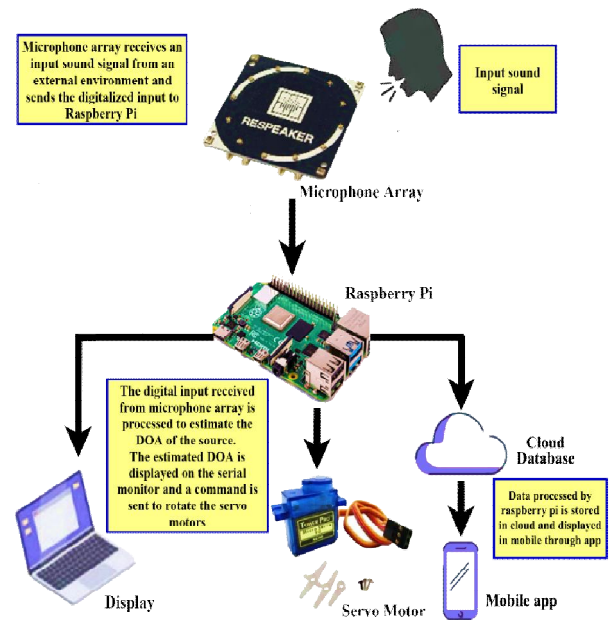 Microphone array receives an
input sound signal from an
external environment and
sends the digitalized input to
Raspberry Pi
Input sound
signal
RESPEAKER
Microphone Array
Raspberry Pi
The digital input received
from microphone array is
processed to estimate the
DOA of the source.
The estimated DOA is
displayed on the serial
monitor and a command is
sent to rotate the servo
motors
Cloud
Database
Data processed by
raspberry pi is stored
in cloud and displayed
in mobile through app
Display
Servo Motor
Mobile app